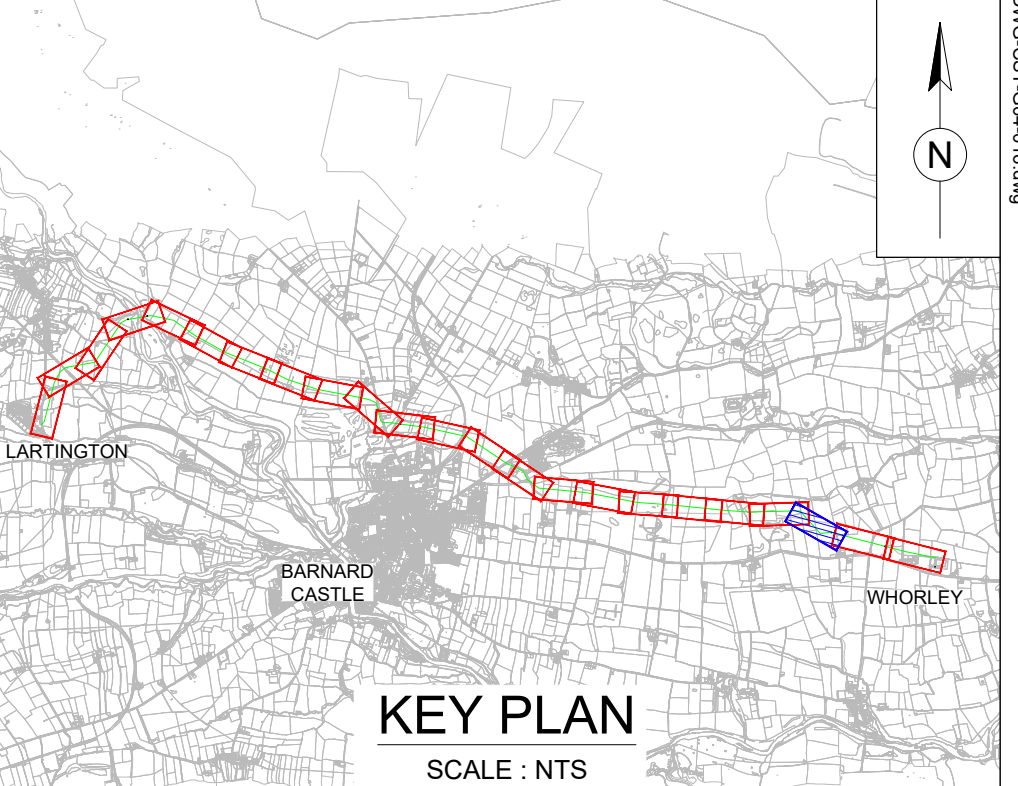 N
LARTINGTON
BARNARD
CASTLE
WHORLEY
KEY PLAN
SCALE : NTS